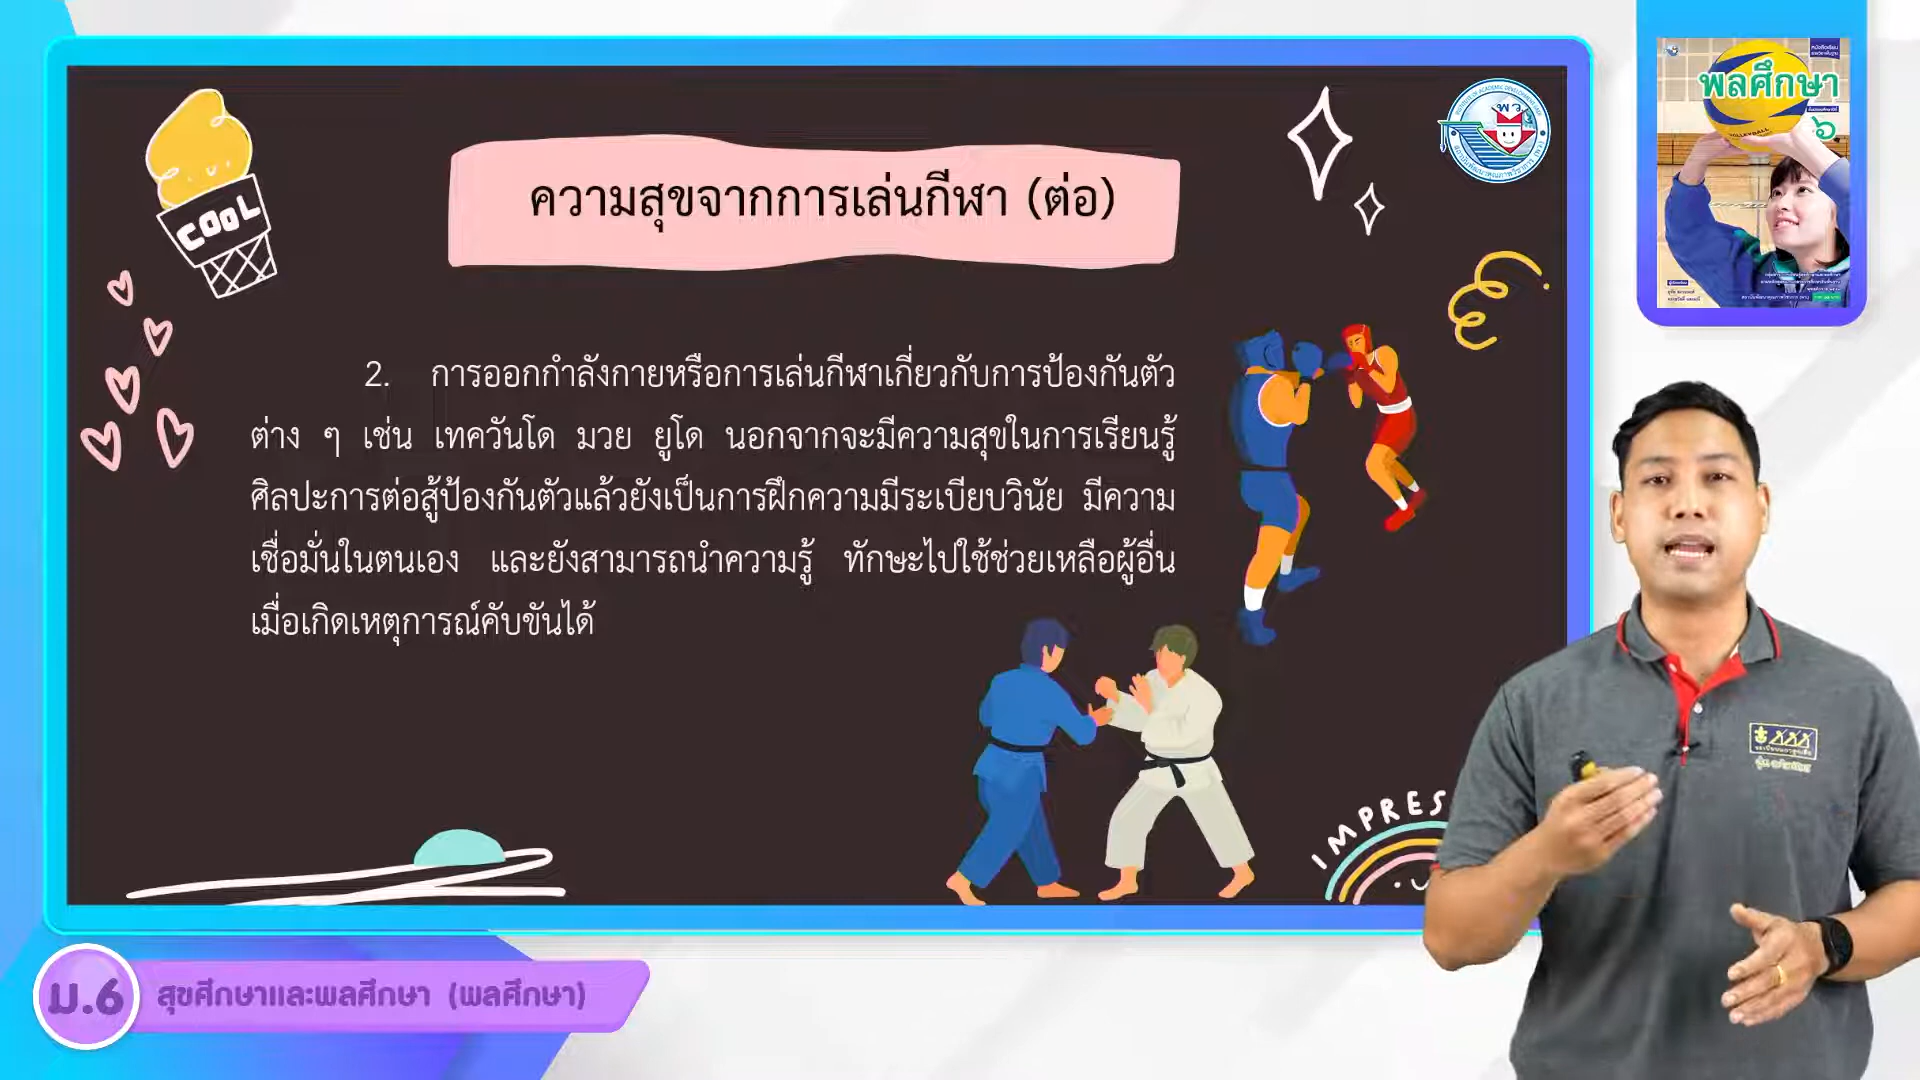 COOL
ความสุขจากการเล่นกีฬา (ต่อ)
2. การออกกำลังกายหรือการเล่นกีฬาเกี่ยวกับการป้องกันตัว
ต่าง ๆ เช่น เทควันโด มวย ยูโด นอกจากจะมีความสุขในการเรียนรู้
ศิลปะการต่อสู้ป้องกันตัวแล้วยังเป็นการฝึกความมีระเบียบวินัย มีความ
เชื่อมั่นในตนเอง และยังสามารถนำความรู้ ทักษะไปใช้ช่วยเหลือผู้อื่น
เมื่อเกิดเหตุการณ์คับขันได้
IMPRES
พว
พลศึกษา
๖
VOLLEYBALL
ม.6
สุขศึกษาและพลศึกษา (พลศึกษา)